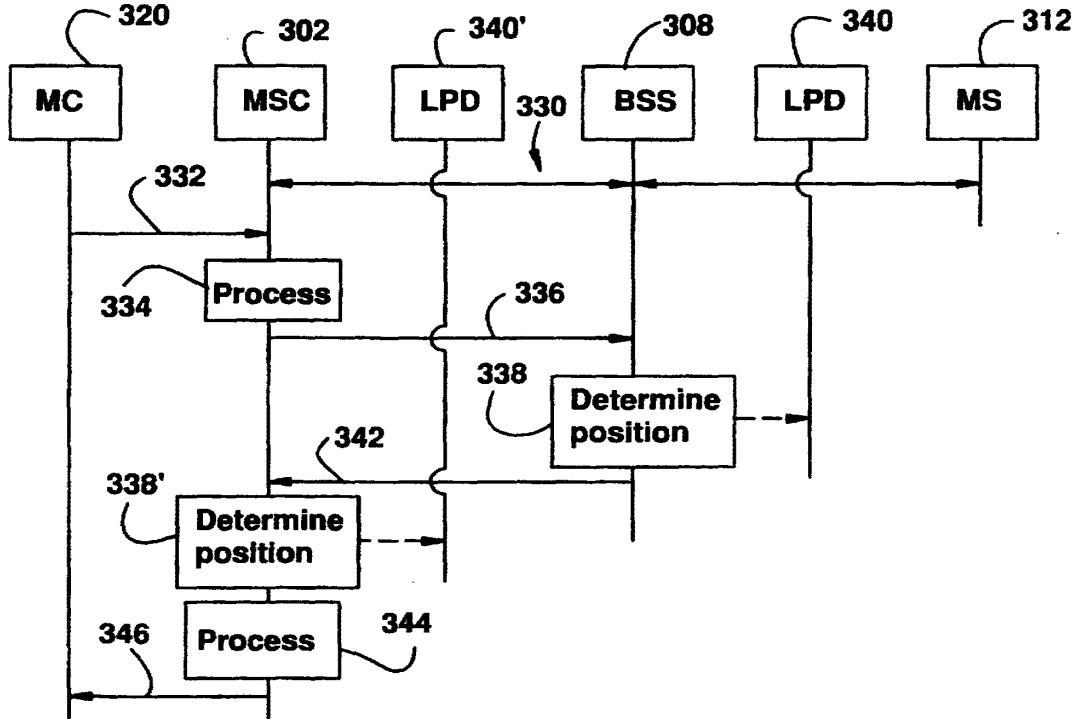 320
302
340'
308
340
312
MC
MSC
LPD
BSS
LPD
MS
330
332
334
Process
336
338
Determine
position
342
338'
Determine
position
346
Process
344